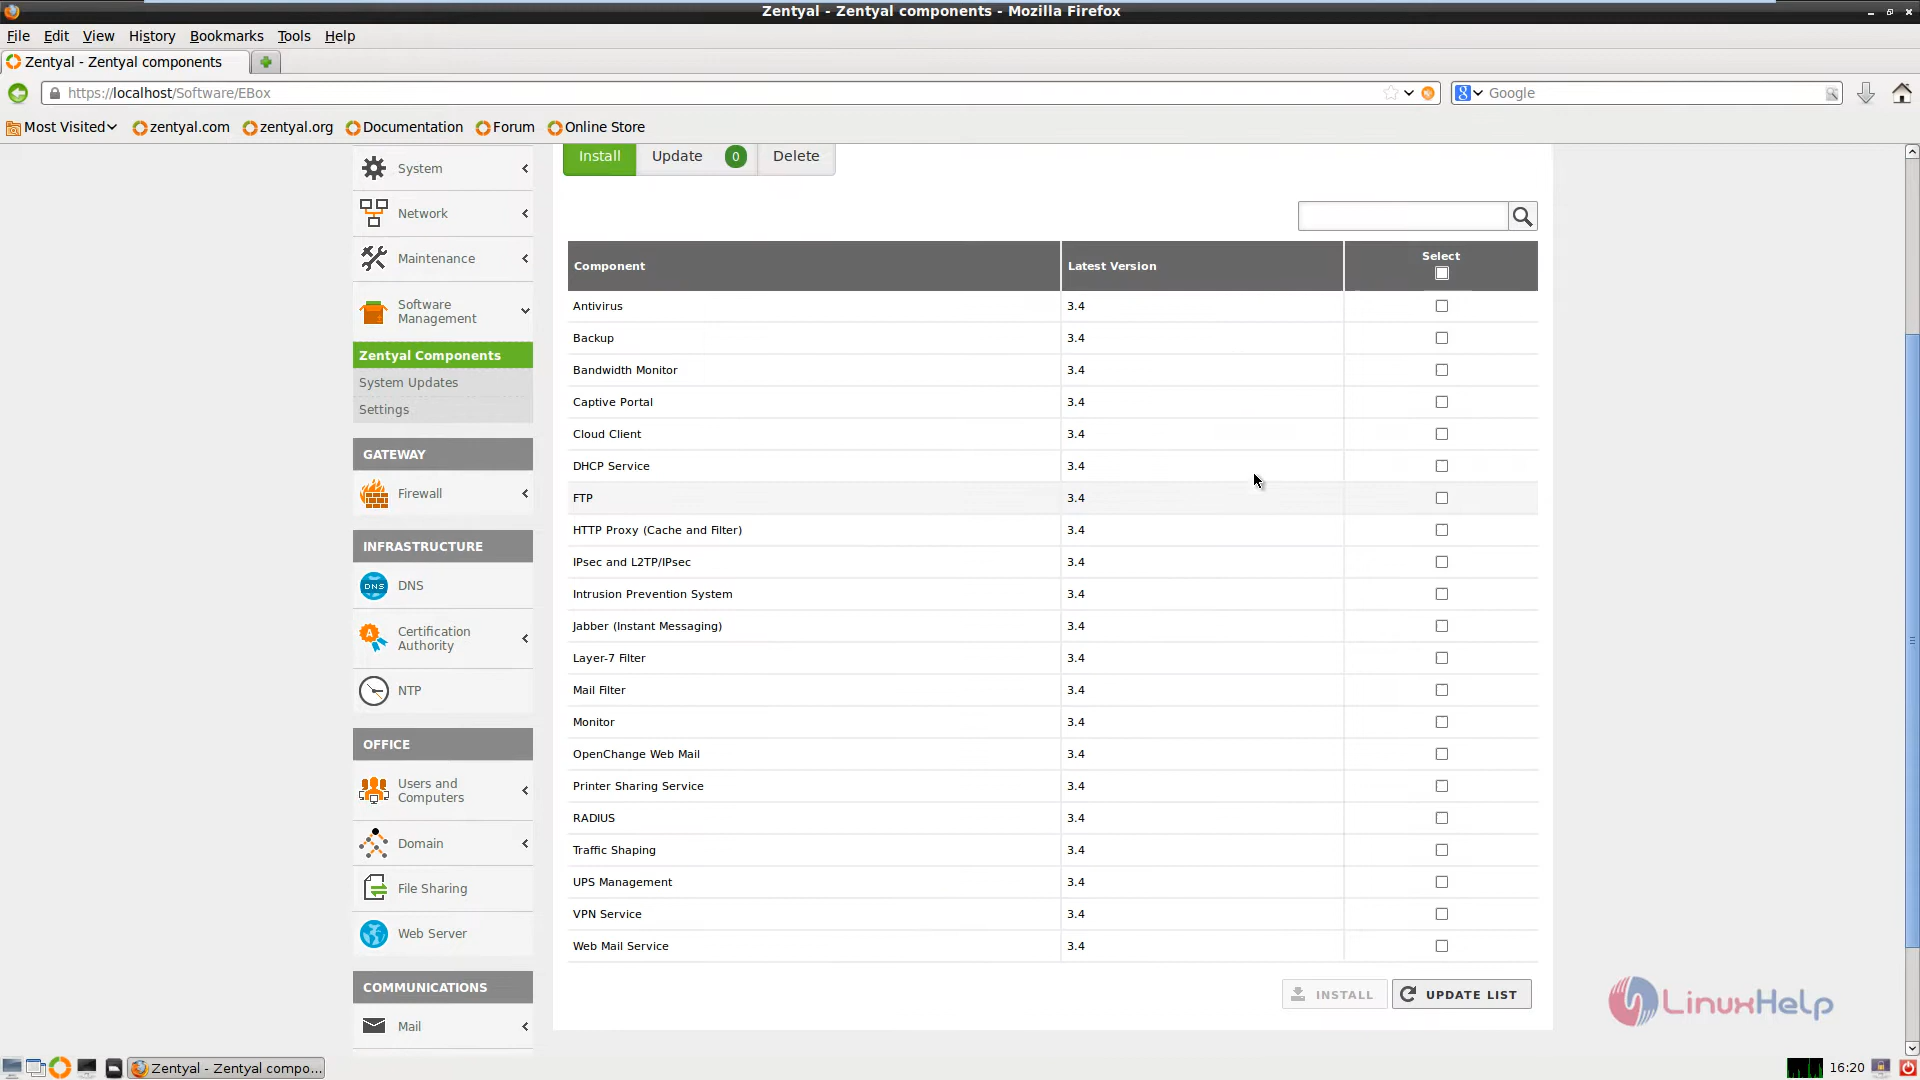 Zentyal - Zentyal components - Mozilla Firefox
File Edit View History Bookmarks Tools Help
Zentyal - Zentyal components
https://localhost/Software/EBox
Google
Most Visited zentyal.com zentyal.org Documentation Forum Online Store
System
Network
Maintenance
Software
Management
Zentyal Components
System Updates
Settings
GATEWAY
Firewall
INFRASTRUCTURE
DNS DNS
Certification
Authority
NTP
OFFICE
Users and
Computers
Domain
File Sharing
Web Server
COMMUNICATIONS
Mail
Install Update 0 Delete
Component Latest Version Select
Antivirus 3.4
Backup 3.4
Bandwidth Monitor 3.4
Captive Portal 3.4
Cloud Client 3.4
DHCP Service 3.4
FTP 3.4
HTTP Proxy (Cache and Filter) 3.4
IPsec and L2TP/IPsec 3.4
Intrusion Prevention System 3.4
Jabber (Instant Messaging) 3.4
Layer-7 Filter 3.4
Mail Filter 3.4
Monitor 3.4
OpenChange Web Mail 3.4
Printer Sharing Service 3.4
RADIUS 3.4
Traffic Shaping 3.4
UPS Management 3.4
VPN Service 3.4
Web Mail Service 3.4
INSTALL UPDATE LIST
LinuxHelp
Zentyal - Zentyal compo... 16:20